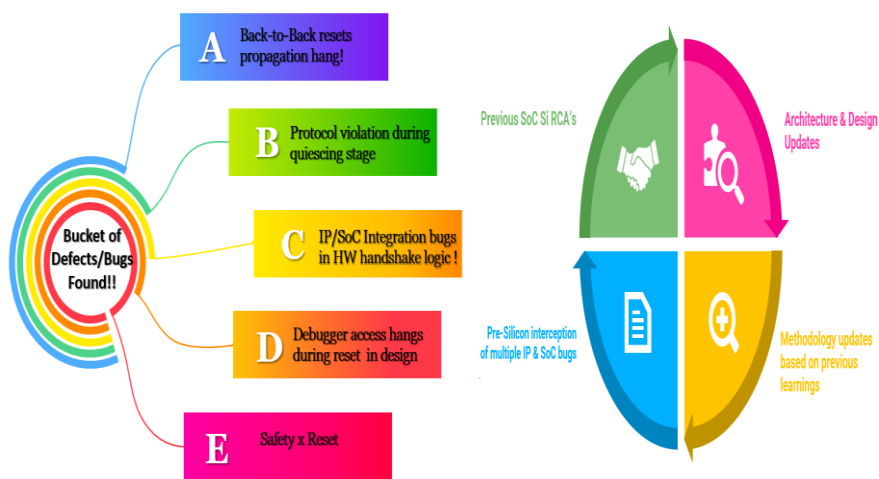 A
Back-to-Back resets
propagation hang!
B
Protocol violation during
quiescing stage
C
IP/SoC Integration bugs
in HW handshake logic !
D
Debugger access hangs
during reset in design
E
Safety x Reset
Bucket of
Defects/Bugs
Found!!
Previous SoC Si RCA's
Architecture & Design
Updates
Pre-Silicon interception
of multiple IP & SoC bugs
.
Methodology updates
based on previous
learnings